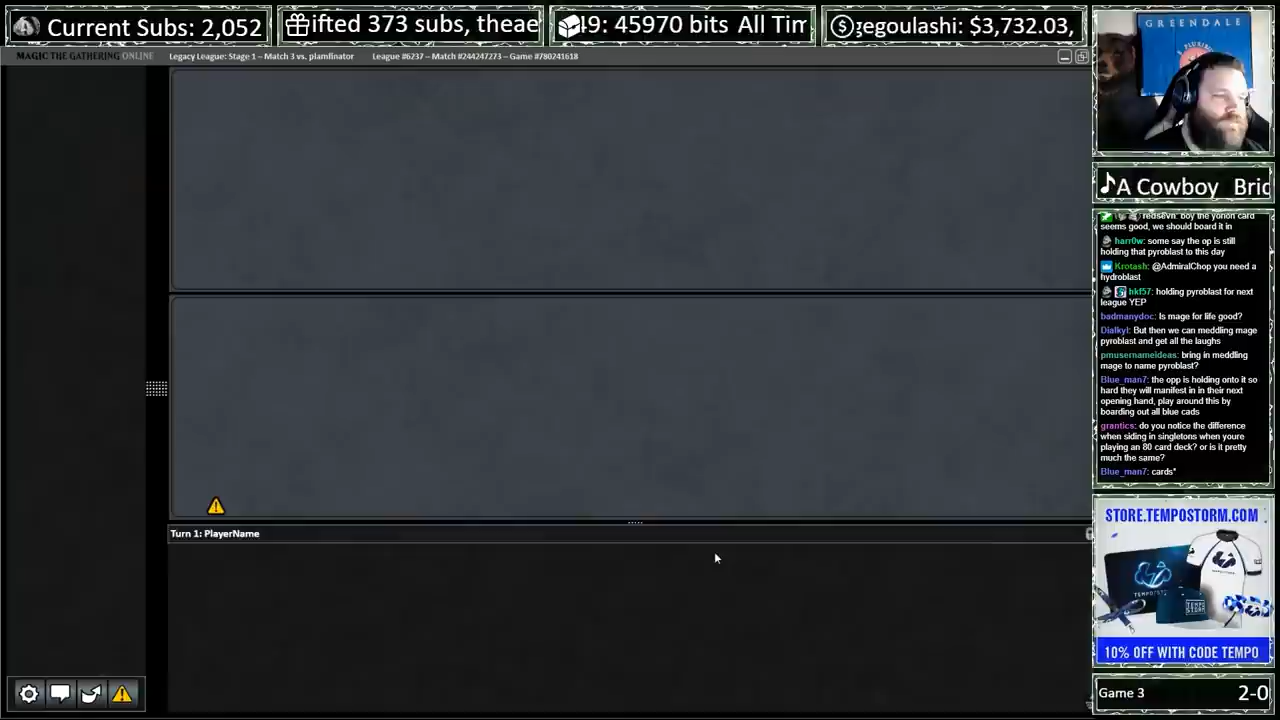 Current Subs: 2,052
ifted 373 subs, theae
49: 45970 bits All Tim
zegoulashi: $3,732.03,
MAGIC THE GATHERING ONLINE
Legacy League: Stage 1 – Match 3 vs. plamfinator
League #6237 – Match #244247773 – Game #780241618
GREENDALE
A Cowboy Brid
redsevn: boy the yorion card
seems good, we should board it in
harr0w: some say the op is still
holding that pyroblast to this day
Krotash: @AdmiralChop you need a
hydroblast
hkf57: holding pyroblast for next
league YEP
badmanydoc: Is mage for life good?
Dialkyl: But then we can meddling mage
pyroblast and get all the laughs
pmusernameideas: bring in meddling
mage to name pyroblast?
Blue_man7: the opp is holding onto it so
hard they will manifest in in their next
opening hand, play around this by
boarding out all blue cads
grantics: do you notice the difference
when siding in singletons when youre
playing an 80 card deck? or is it pretty
much the same?
Blue_man7: cards*
Turn 1: PlayerName
STORE.TEMPOSTORM.COM
10% OFF WITH CODE TEMPO
Game 3
2-0